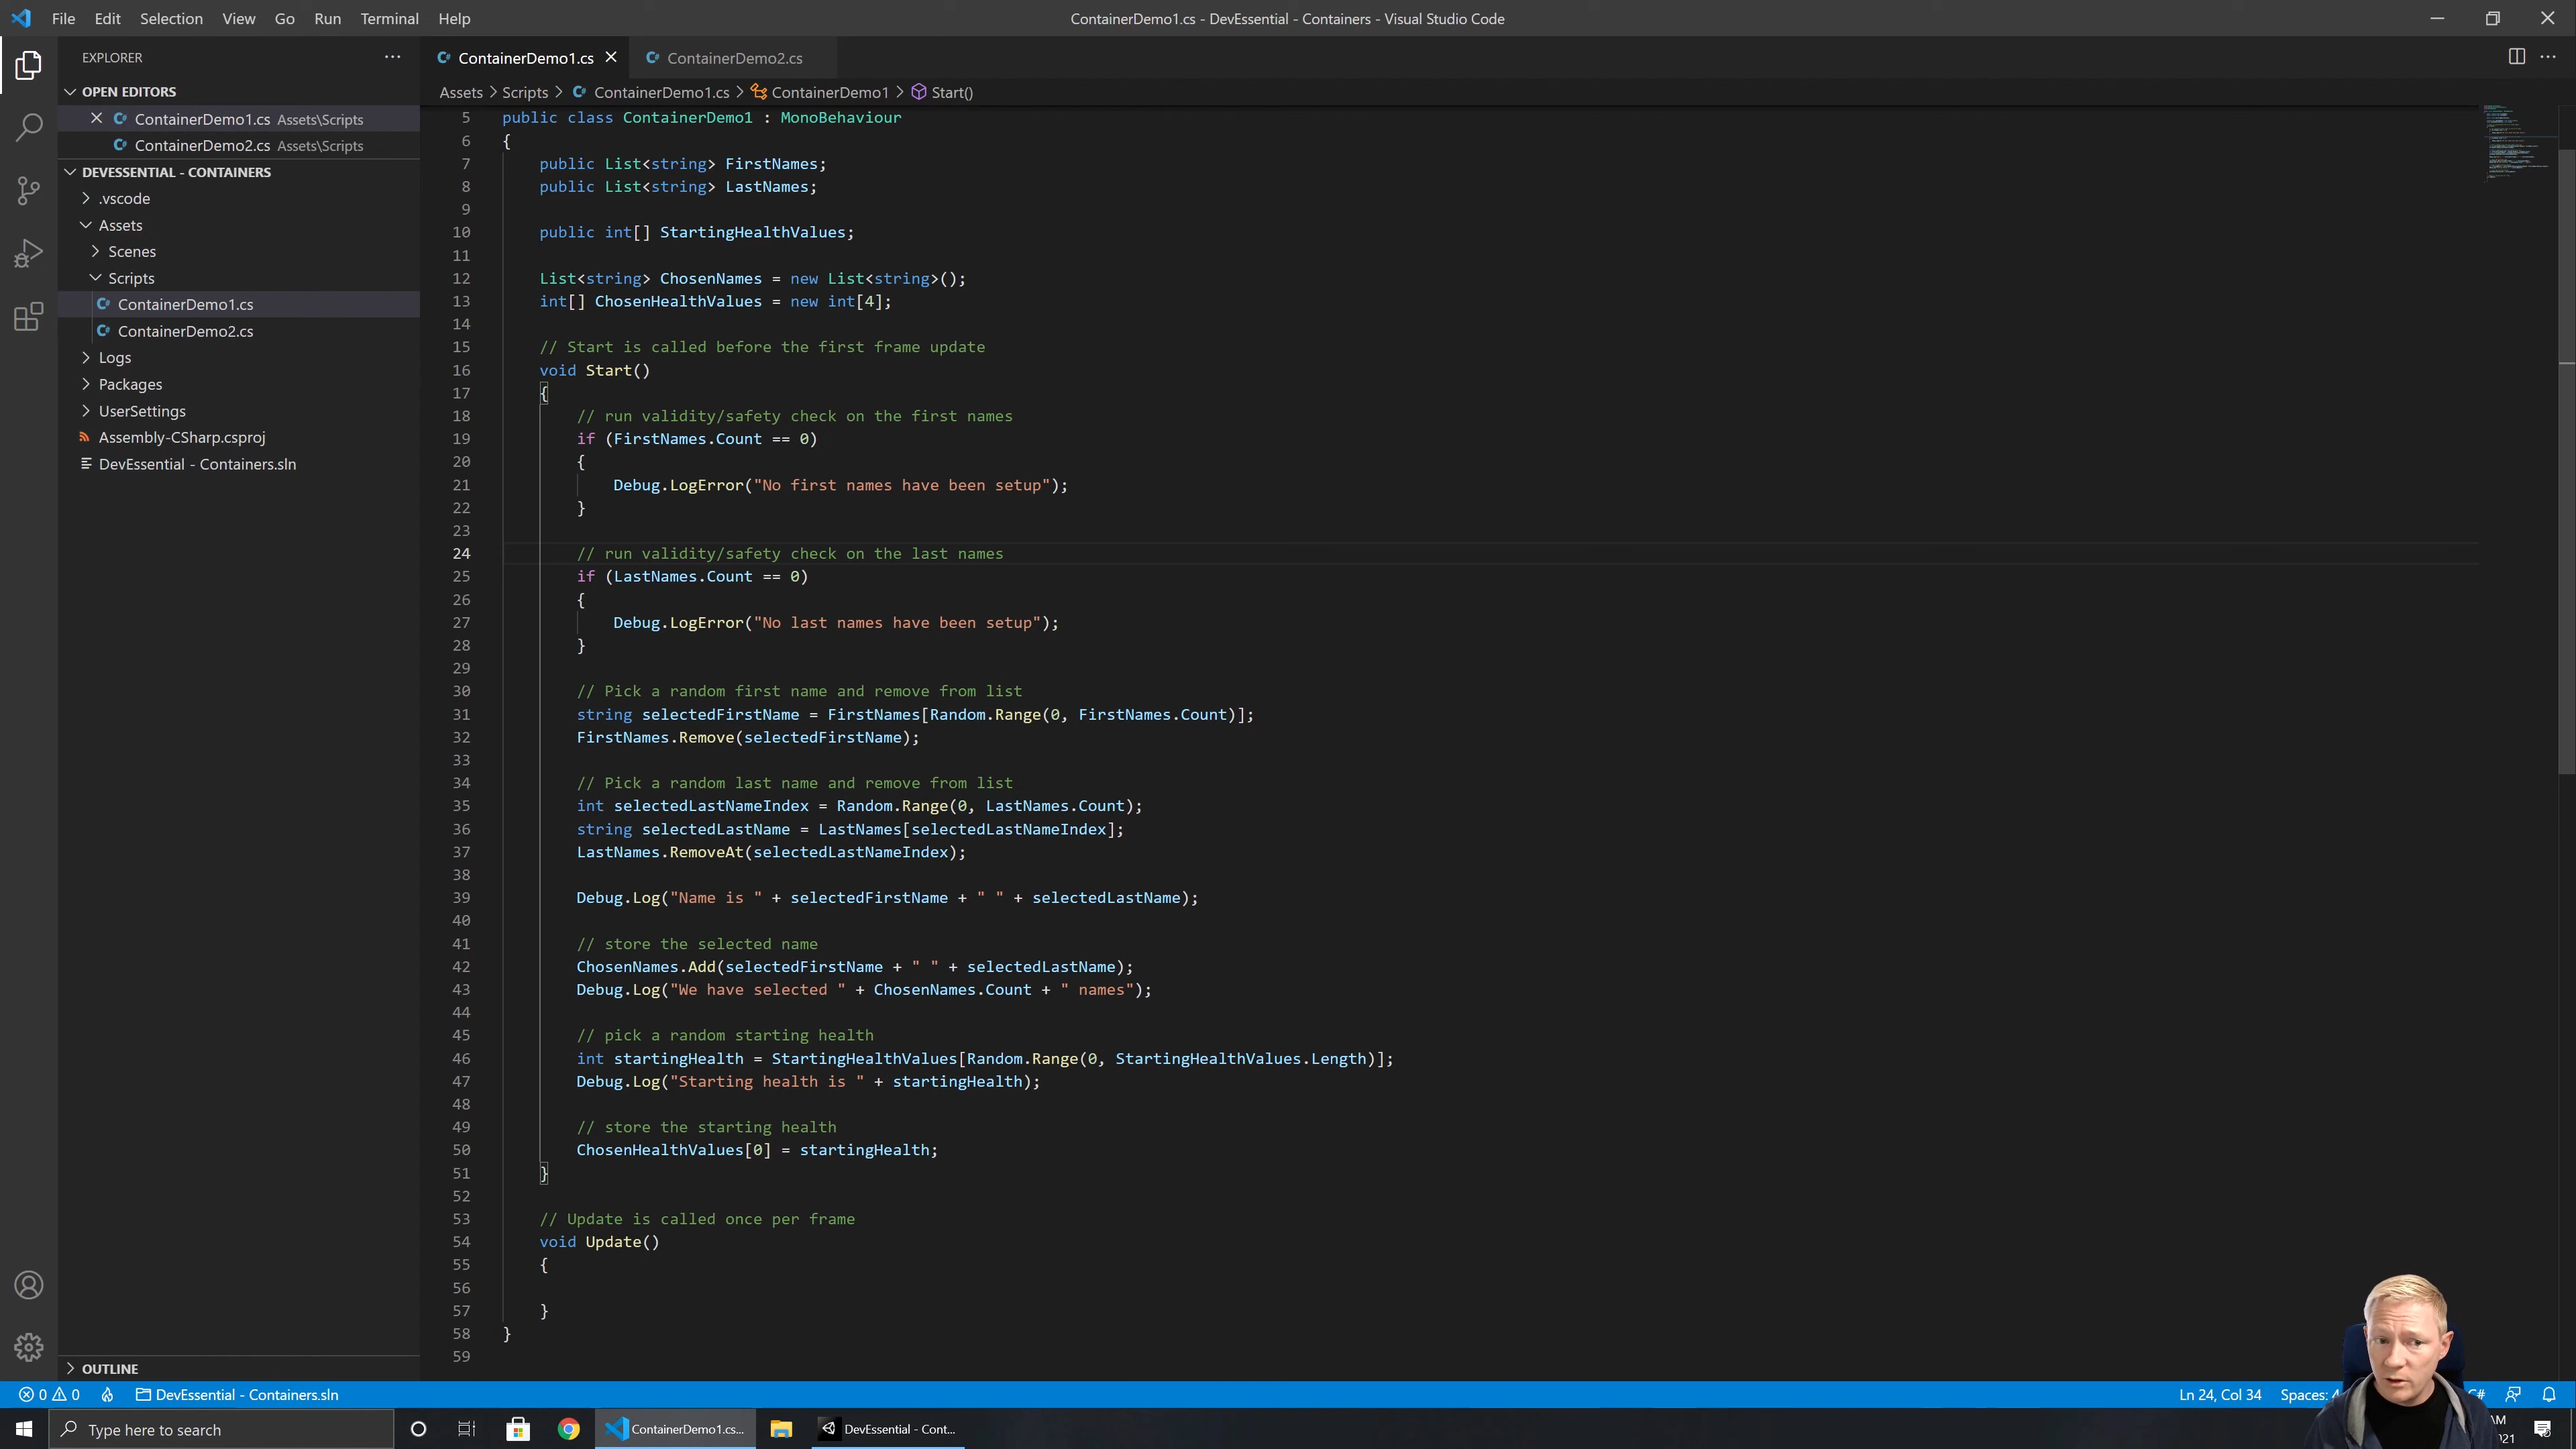 File Edit Selection View Go Run Terminal Help
ContainerDemo1.cs - DevEssential - Containers - Visual Studio Code
EXPLORER
OPEN EDITORS
ContainerDemo1.cs Assets\Scripts
ContainerDemo2.cs Assets\Scripts
DEVESSENTIAL - CONTAINERS
.vscode
Assets
Scenes
Scripts
ContainerDemo1.cs
ContainerDemo2.cs
Logs
Packages
UserSettings
Assembly-CSharp.csproj
DevEssential - Containers.sln
OUTLINE
ContainerDemo1.cs
ContainerDemo2.cs
Assets > Scripts > ContainerDemo1.cs > ContainerDemo1 > Start()
5 public class ContainerDemo1 : MonoBehaviour
6 {
7 public List<string> FirstNames;
8 public List<string> LastNames;
9
10 public int[] StartingHealthValues;
11
12 List<string> ChosenNames = new List<string>();
13 int[] ChosenHealthValues = new int[4];
14
15 // Start is called before the first frame update
16 void Start()
17 {
18 // run validity/safety check on the first names
19 if (FirstNames.Count == 0)
20 {
21 Debug.LogError("No first names have been setup");
22 }
23
24 // run validity/safety check on the last names
25 if (LastNames.Count == 0)
26 {
27 Debug.LogError("No last names have been setup");
28 }
29
30 // Pick a random first name and remove from list
31 string selectedFirstName = FirstNames[Random.Range(0, FirstNames.Count)];
32 FirstNames.Remove(selectedFirstName);
33
34 // Pick a random last name and remove from list
35 int selectedLastNameIndex = Random.Range(0, LastNames.Count);
36 string selectedLastName = LastNames[selectedLastNameIndex];
37 LastNames.RemoveAt(selectedLastNameIndex);
38
39 Debug.Log("Name is " + selectedFirstName + " " + selectedLastName);
40
41 // store the selected name
42 ChosenNames.Add(selectedFirstName + " " + selectedLastName);
43 Debug.Log("We have selected " + ChosenNames.Count + " names");
44
45 // pick a random starting health
46 int startingHealth = StartingHealthValues[Random.Range(0, StartingHealthValues.Length)];
47 Debug.Log("Starting health is " + startingHealth);
48
49 // store the starting health
50 ChosenHealthValues[0] = startingHealth;
51 }
52
53 // Update is called once per frame
54 void Update()
55 {
56
57 }
58 }
59
0 0 DevEssential - Containers.sln
Ln 24, Col 34 Spaces: 4 C#
Type here to search
ContainerDemo1.cs...
DevEssential - Cont...
AM
021